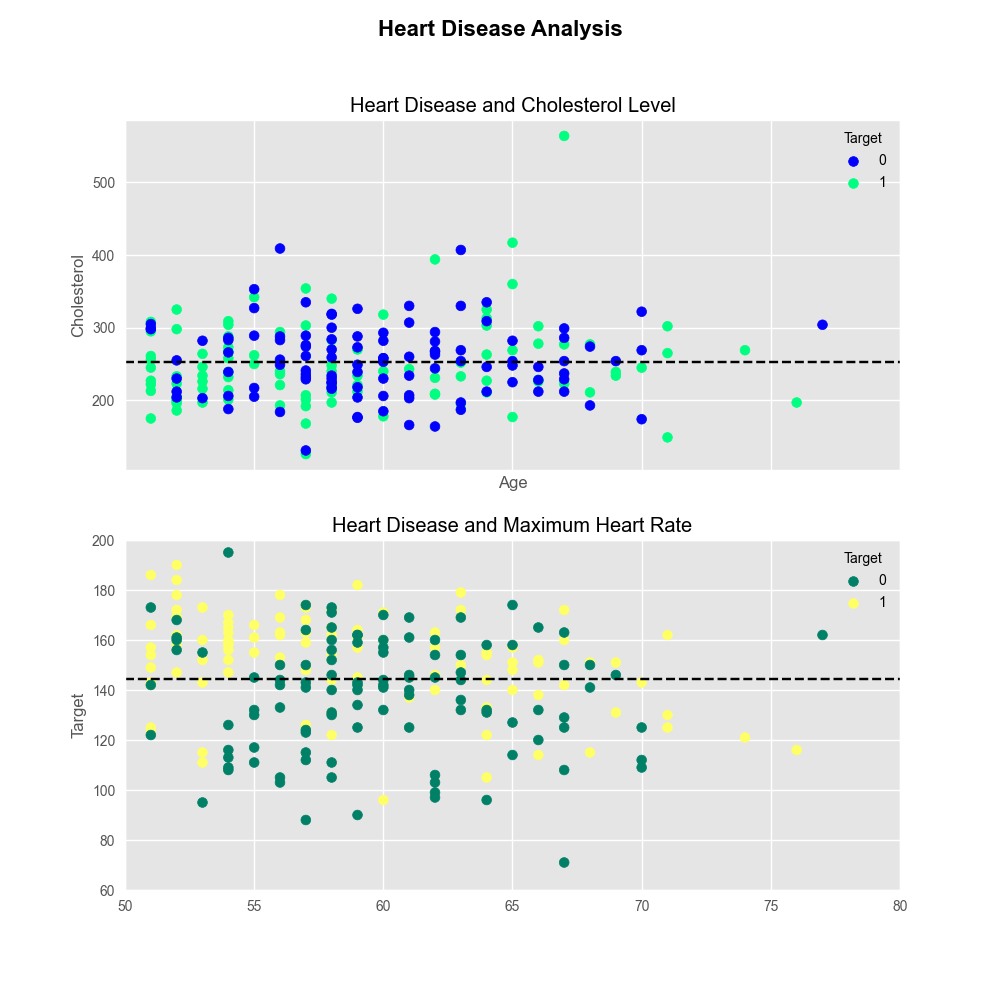 Heart Disease Analysis
Heart Disease and Cholesterol Level
Target
0
1
500
400
300
200
Cholesterol
Age
Heart Disease and Maximum Heart Rate
Target
0
1
200
180
160
140
120
100
80
60
Target
50 55 60 65 70 75 80